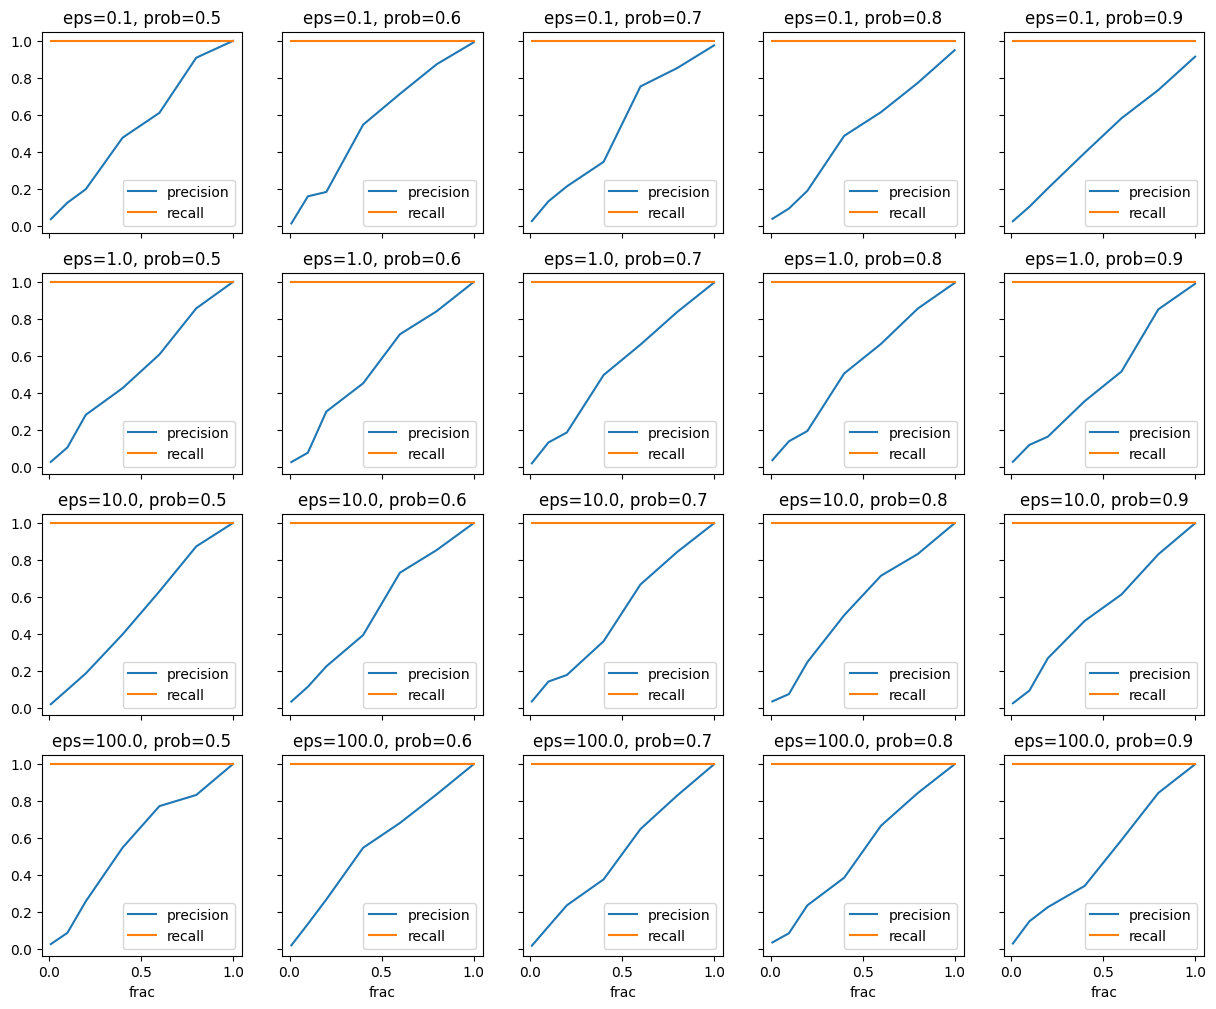 eps=0.1, prob=0.5 eps=0.1, prob=0.6 eps=0.1, prob=0.7 eps=0.1, prob=0.8 eps=0.1, prob=0.9
1.0
0.8
0.6
0.4
0.2
0.0
precision precision precision precision precision
recall recall recall recall recall
eps=1.0, prob=0.5 eps=1.0, prob=0.6 eps=1.0, prob=0.7 eps=1.0, prob=0.8 eps=1.0, prob=0.9
1.0
0.8
0.6
0.4
0.2
0.0
precision precision precision precision precision
recall recall recall recall recall
eps=10.0, prob=0.5 eps=10.0, prob=0.6 eps=10.0, prob=0.7 eps=10.0, prob=0.8 eps=10.0, prob=0.9
1.0
0.8
0.6
0.4
0.2
0.0
precision precision precision precision precision
recall recall recall recall recall
eps=100.0, prob=0.5 eps=100.0, prob=0.6 eps=100.0, prob=0.7 eps=100.0, prob=0.8 eps=100.0, prob=0.9
1.0
0.8
0.6
0.4
0.2
0.0
precision precision precision precision precision
recall recall recall recall recall
0.0 0.5 1.0 0.0 0.5 1.0 0.0 0.5 1.0 0.0 0.5 1.0 0.0 0.5 1.0
frac frac frac frac frac